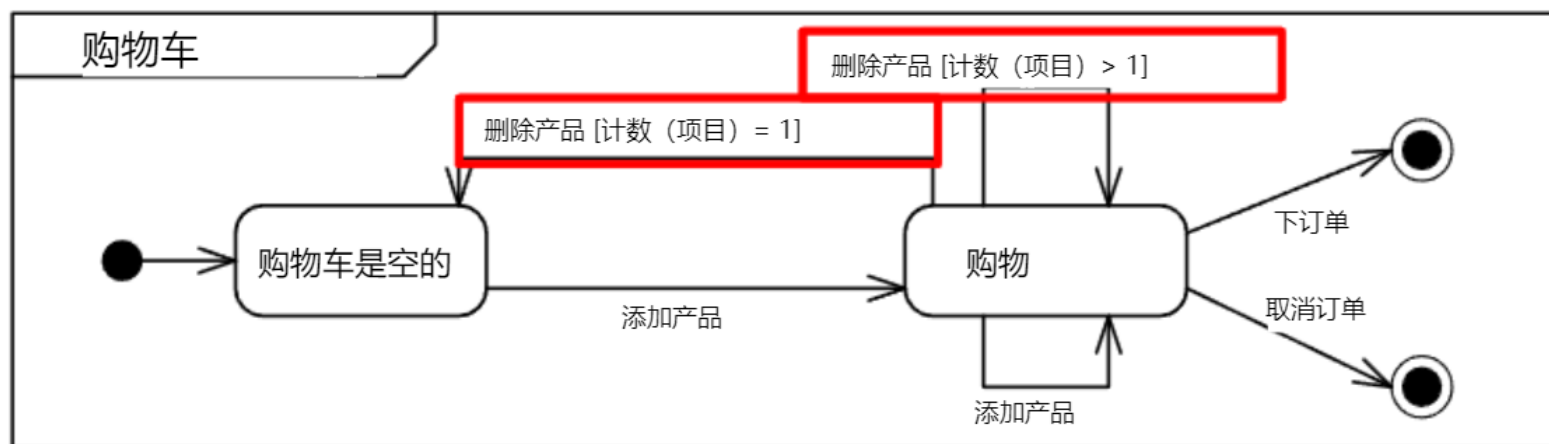 购物车
删除产品 [计数（项目）> 1]
删除产品 [计数（项目）= 1]
购物车是空的
购物
下订单
添加产品
取消订单
添加产品